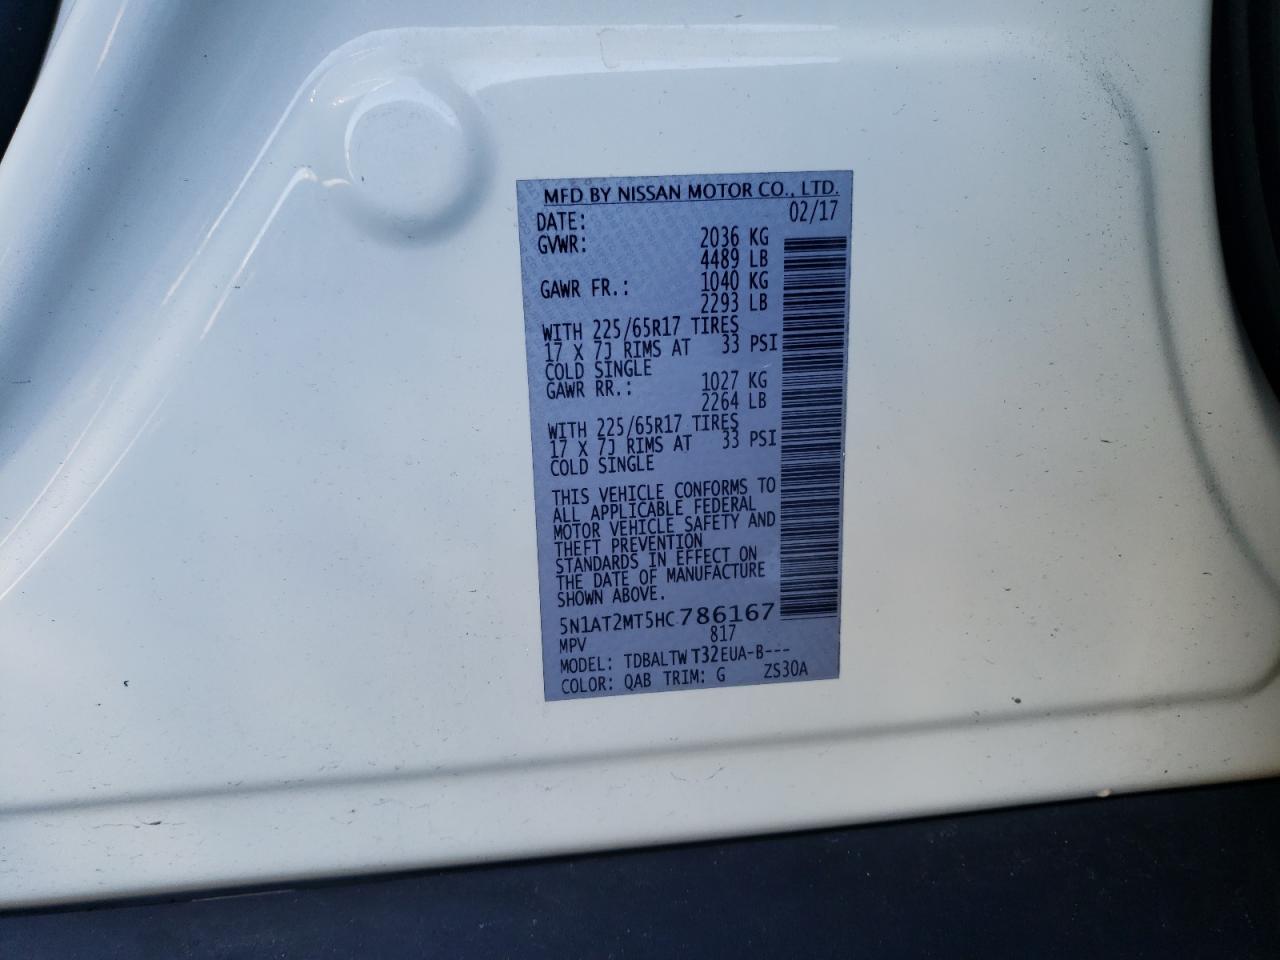 MFD BY NISSAN MOTOR CO., LTD.
DATE: 02/17
GVWR: 2036 KG
4489 LB
GAWR FR.: 1040 KG
2293 LB
WITH 225/65R17 TIRES
17 X 7J RIMS AT 33 PSI
COLD SINGLE
GAWR RR.: 1027 KG
2264 LB
WITH 225/65R17 TIRES
17 X 7J RIMS AT 33 PSI
COLD SINGLE
THIS VEHICLE CONFORMS TO
ALL APPLICABLE FEDERAL
MOTOR VEHICLE SAFETY AND
THEFT PREVENTION
STANDARDS IN EFFECT ON
THE DATE OF MANUFACTURE
SHOWN ABOVE.
5N1AT2MT5HC786167
MPV 817
MODEL: TDBALTWT32EUA-B---
COLOR: QAB TRIM: G ZS30A